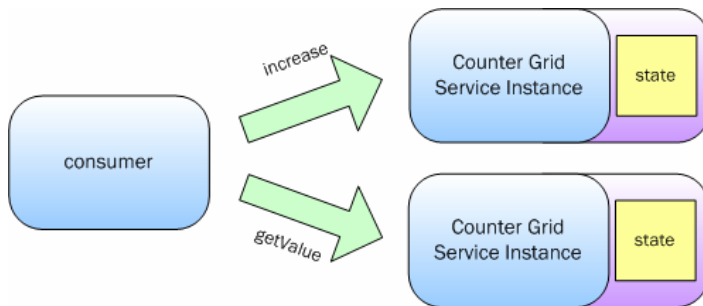 increase
Counter Grid
Service Instance
state
consumer
getValue
Counter Grid
Service Instance
state